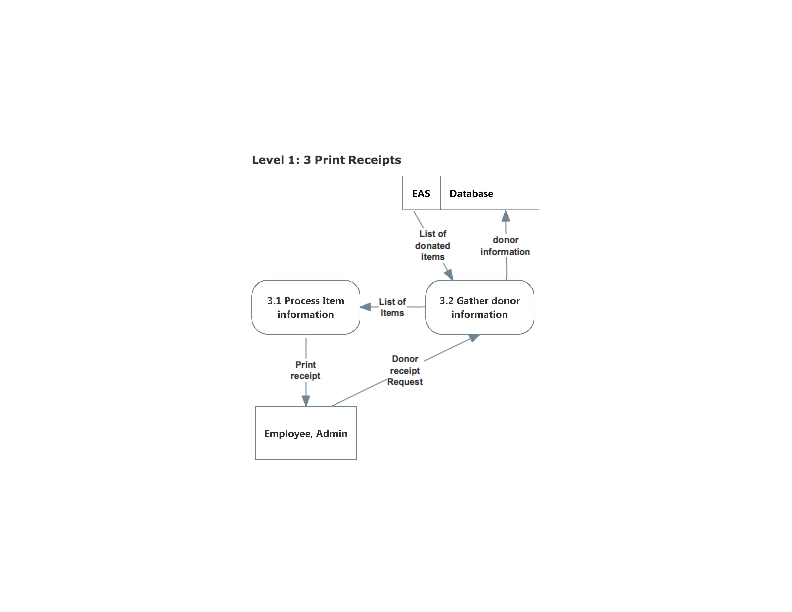 Level 1: 3 Print Receipts
EAS Database
List of
donated
items
donor
information
3.1 Process Item
information
List of
Items
3.2 Gather donor
information
Print
receipt
Donor
receipt
Request
Employee, Admin